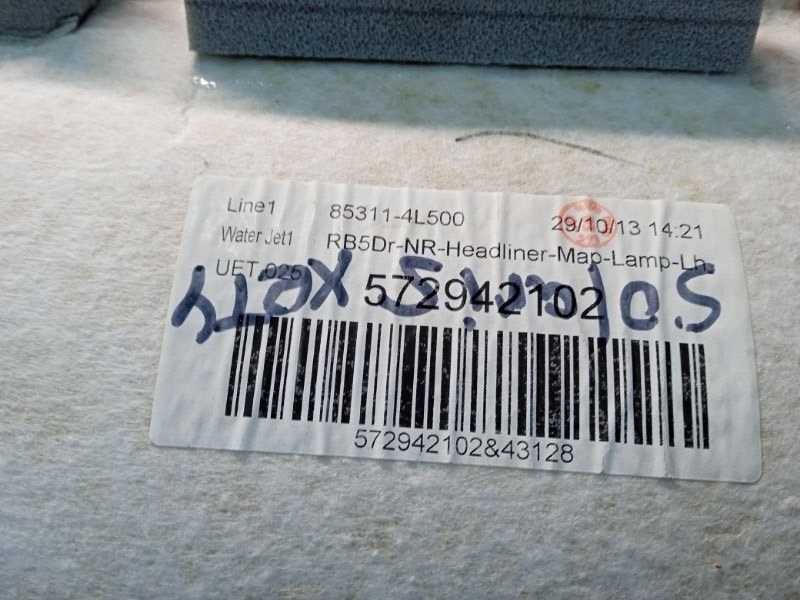 Line1 85311-4L500 29/10/13 14:21
Water Jet1 RB5Dr-NR-Headliner-Map-Lamp-Lh
UET 025 572942102
572942102&43128